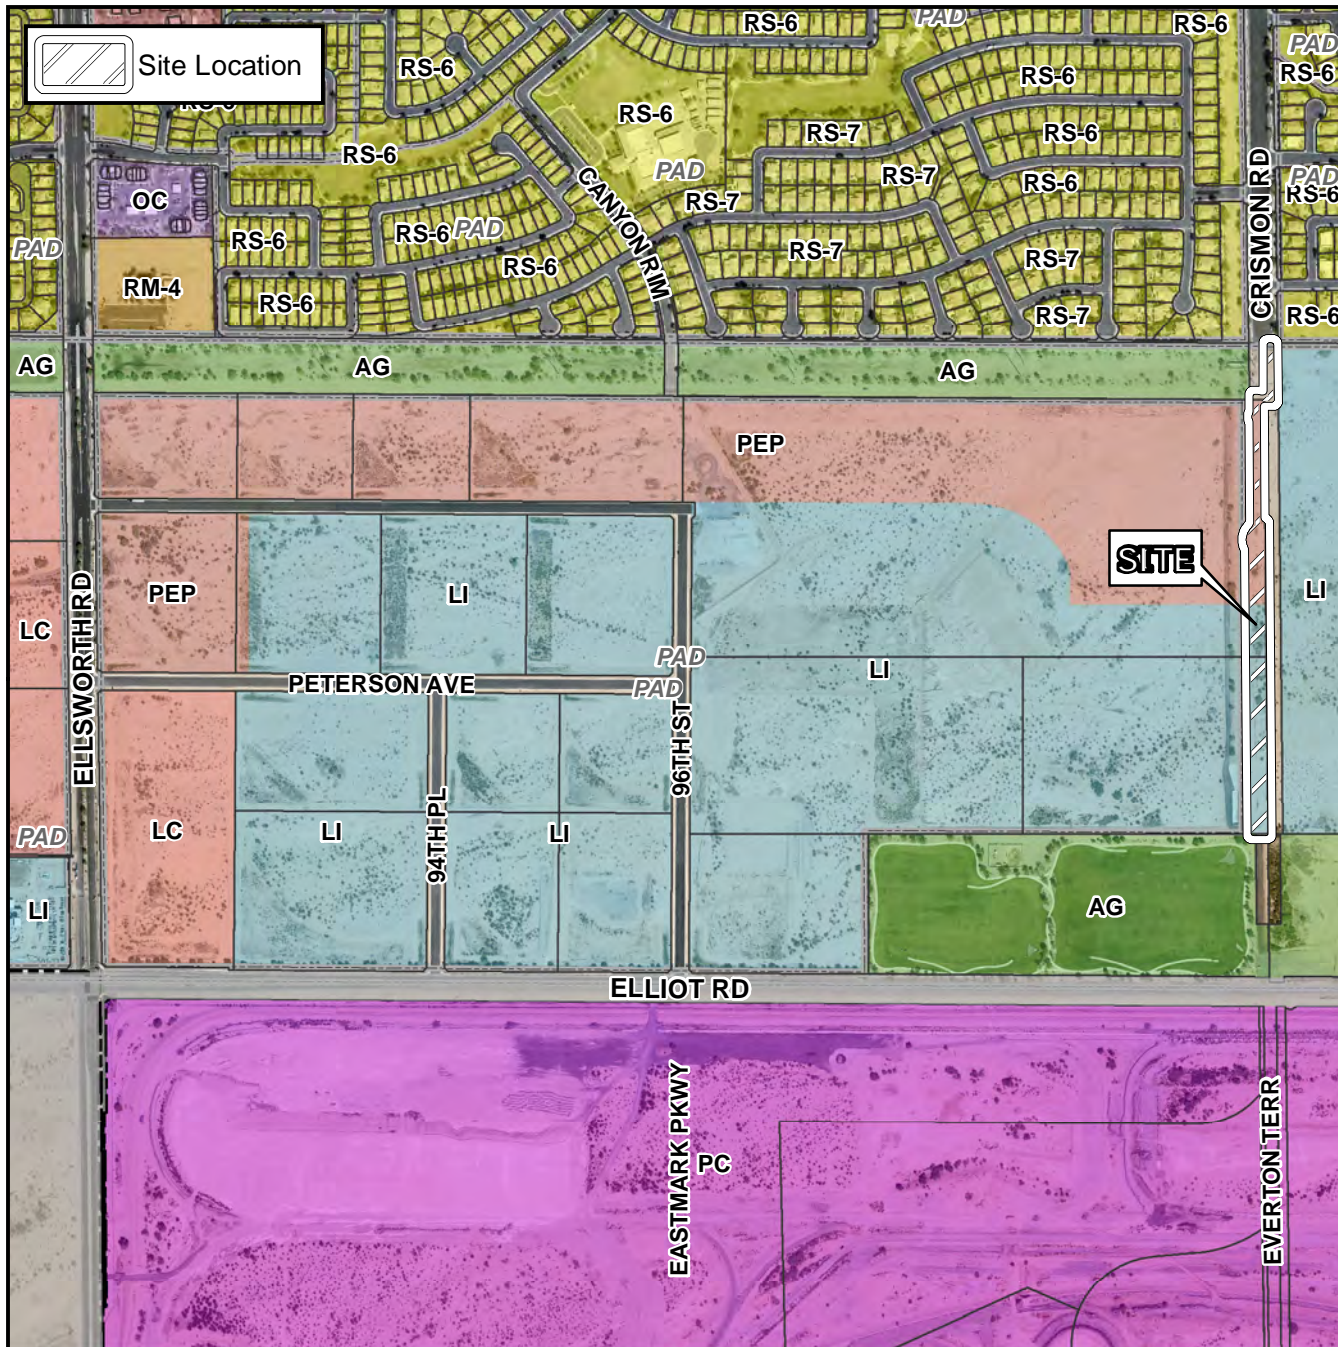 Site Location
RS-6
PAD
RS-6
PAD
RS-6
RS-6
RS-6
RS-6
RS-6
RS-7
RS-6
RS-6
PAD
RS-7
RS-6
PAD
RS-6
OC
CANYON RIM
RS-7
PAD
RS-6
RS-6
PAD
RS-7
RS-7
CRISMON RD
RS-6
RM-4
RS-6
RS-7
RS-6
AG
AG
AG
PEP
SITE
PEP
LI
LI
LC
ELLSWORTH RD
PAD
LI
PETERSON AVE
PAD
96TH ST
LC
LI
LI
PAD
94TH PL
LI
AG
ELLIOT RD
EASTMARK PKWY
PC
EVERTON TERR